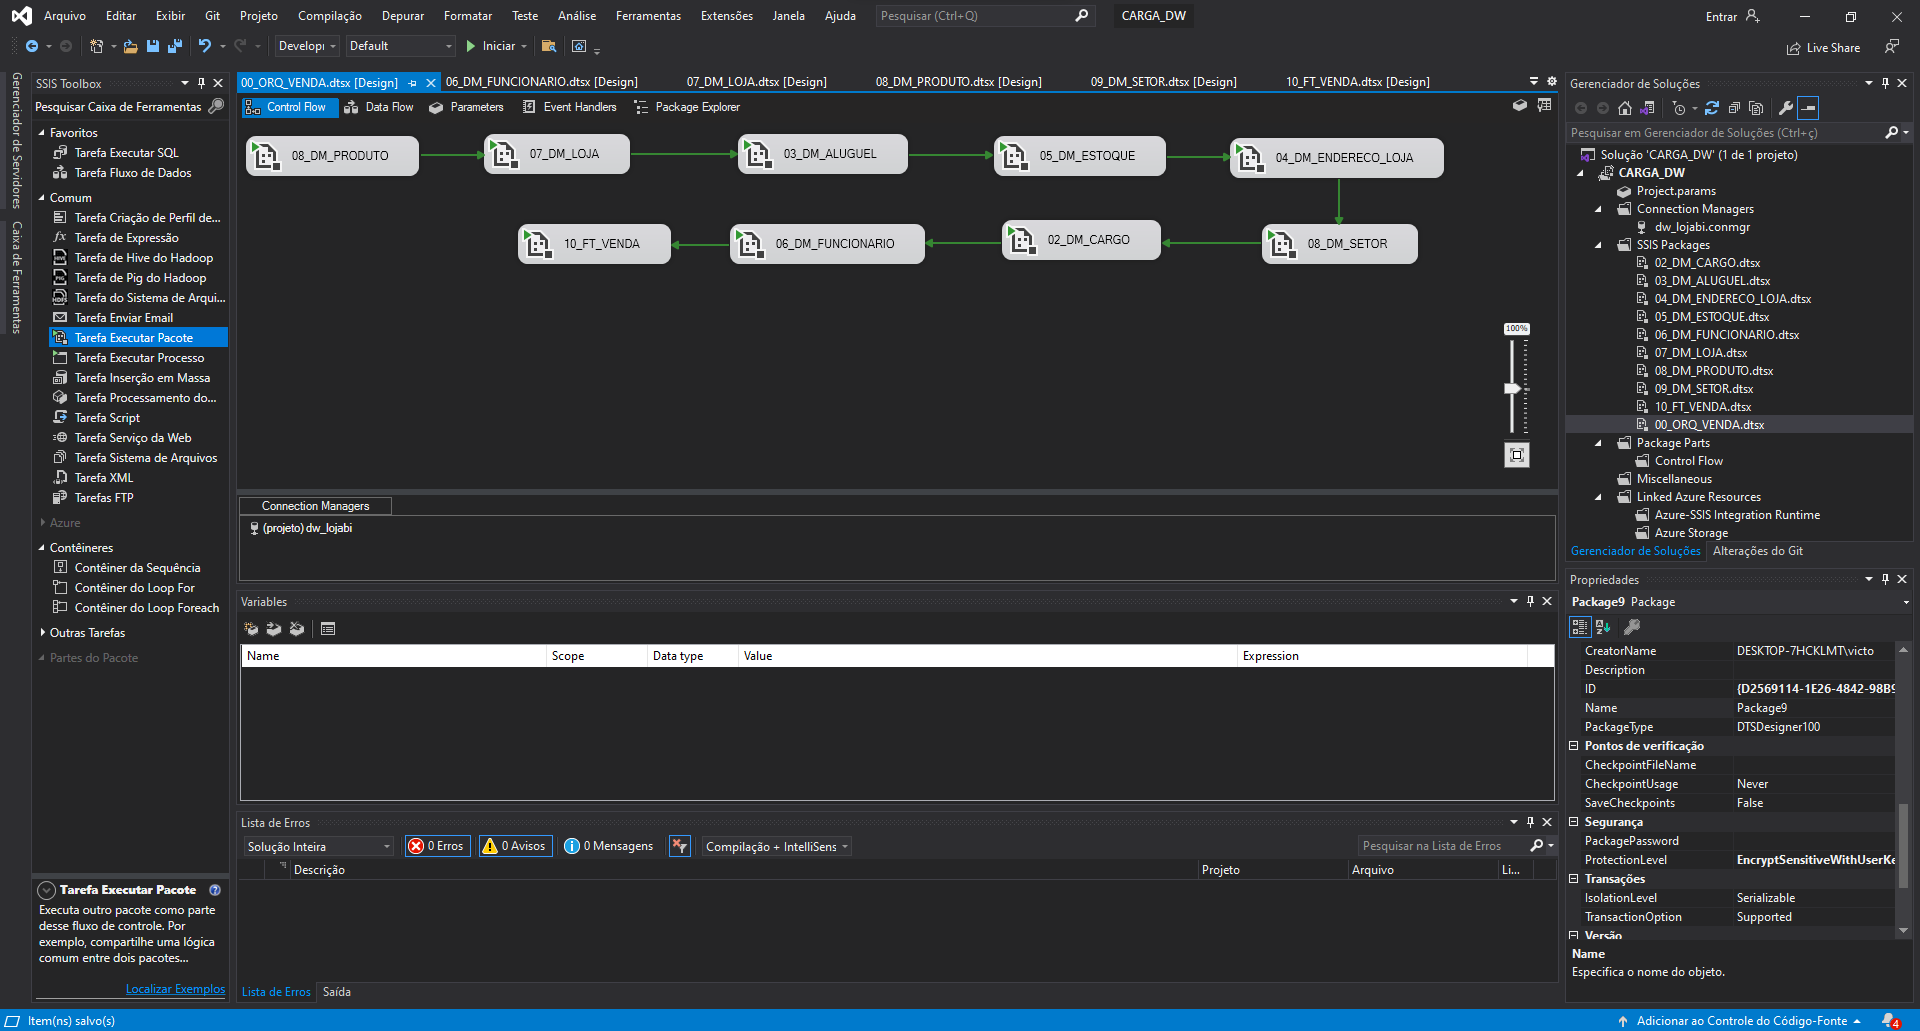 Arquivo Editar Exibir Git Projeto Compilação Depurar Formatar Teste Análise Ferramentas Extensões Janela Ajuda Pesquisar (Ctrl+Q) CARGA_DW Entrar
Developi Default Iniciar Live Share
Gerenciador de Servidores
Caixa de Ferramentas
SSIS Toolbox
Pesquisar Caixa de Ferramentas
Favoritos
Tarefa Executar SQL
Tarefa Fluxo de Dados
Comum
Tarefa Criação de Perfil de...
Tarefa de Expressão
Tarefa de Hive do Hadoop
Tarefa de Pig do Hadoop
Tarefa do Sistema de Arqui...
Tarefa Enviar Email
Tarefa Executar Pacote
Tarefa Executar Processo
Tarefa Inserção em Massa
Tarefa Processamento do...
Tarefa Script
Tarefa Serviço da Web
Tarefa Sistema de Arquivos
Tarefa XML
Tarefas FTP
Azure
Contêineres
Contêiner da Sequência
Contêiner do Loop For
Contêiner do Loop Foreach
Outras Tarefas
Partes do Pacote
Tarefa Executar Pacote
Executa outro pacote como parte
desse fluxo de controle. Por
exemplo, compartilhe uma lógica
comum entre dois pacotes...
Localizar Exemplos
00_ORQ_VENDA.dtsx [Design] 06_DM_FUNCIONARIO.dtsx [Design] 07_DM_LOJA.dtsx [Design] 08_DM_PRODUTO.dtsx [Design] 09_DM_SETOR.dtsx [Design] 10_FT_VENDA.dtsx [Design]
Control Flow Data Flow Parameters Event Handlers Package Explorer
08_DM_PRODUTO 07_DM_LOJA 03_DM_ALUGUEL 05_DM_ESTOQUE 04_DM_ENDERECO_LOJA
10_FT_VENDA 06_DM_FUNCIONARIO 02_DM_CARGO 08_DM_SETOR
100%
Connection Managers
(projeto) dw_lojabi
Variables
Name Scope Data type Value Expression
Lista de Erros
Solução Inteira 0 Erros 0 Avisos 0 Mensagens Compilação + IntelliSens Pesquisar na Lista de Erros
Descrição Projeto Arquivo Li...
Lista de Erros Saída
Gerenciador de Soluções
Pesquisar em Gerenciador de Soluções (Ctrl+ç)
Solução 'CARGA_DW' (1 de 1 projeto)
CARGA_DW
Project.params
Connection Managers
dw_lojabi.conmgr
SSIS Packages
02_DM_CARGO.dtsx
03_DM_ALUGUEL.dtsx
04_DM_ENDERECO_LOJA.dtsx
05_DM_ESTOQUE.dtsx
06_DM_FUNCIONARIO.dtsx
07_DM_LOJA.dtsx
08_DM_PRODUTO.dtsx
09_DM_SETOR.dtsx
10_FT_VENDA.dtsx
00_ORQ_VENDA.dtsx
Package Parts
Control Flow
Miscellaneous
Linked Azure Resources
Azure-SSIS Integration Runtime
Azure Storage
Gerenciador de Soluções Alterações do Git
Propriedades
Package9 Package
CreatorName DESKTOP-7HCKLMT\victo
Description
ID {D2569114-1E26-4842-98B9
Name Package9
PackageType DTSDesigner100
Pontos de verificação
CheckpointFileName
CheckpointUsage Never
SaveCheckpoints False
Segurança
PackagePassword
ProtectionLevel EncryptSensitiveWithUserKe
Transações
IsolationLevel Serializable
TransactionOption Supported
Versão
Name
Especifica o nome do objeto.
Item(ns) salvo(s) Adicionar ao Controle do Código-Fonte 4